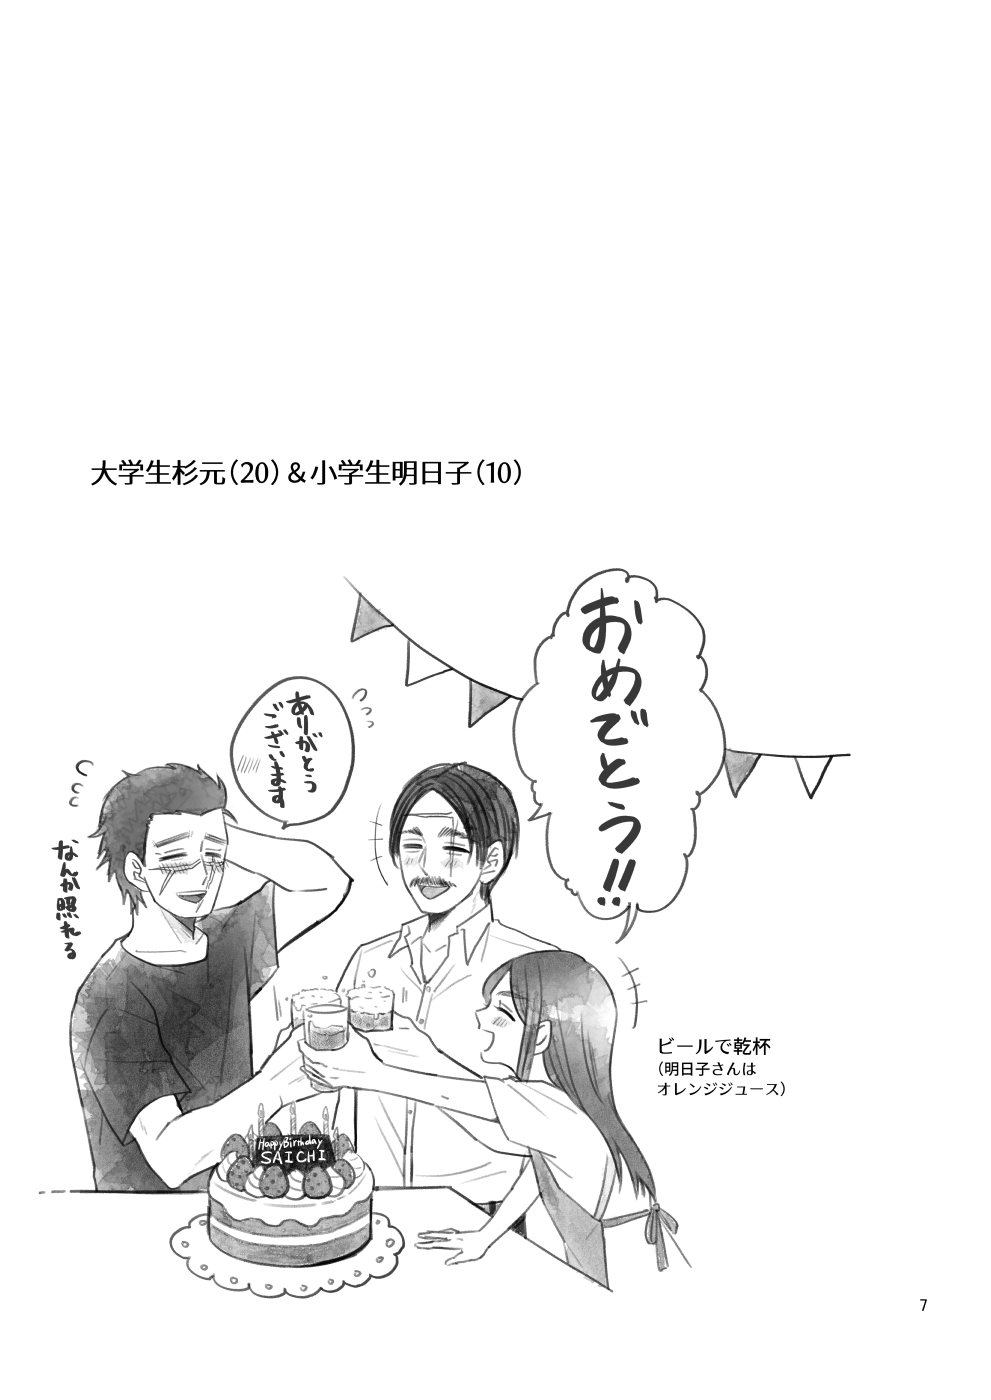 大学生杉元（20）＆小学生明日子（10）
おめでとう!!
ありがとう
ございます
なんか照れる
ビールで乾杯
（明日子さんは
オレンジジュース）
Happy Birthday
SAICHI
7